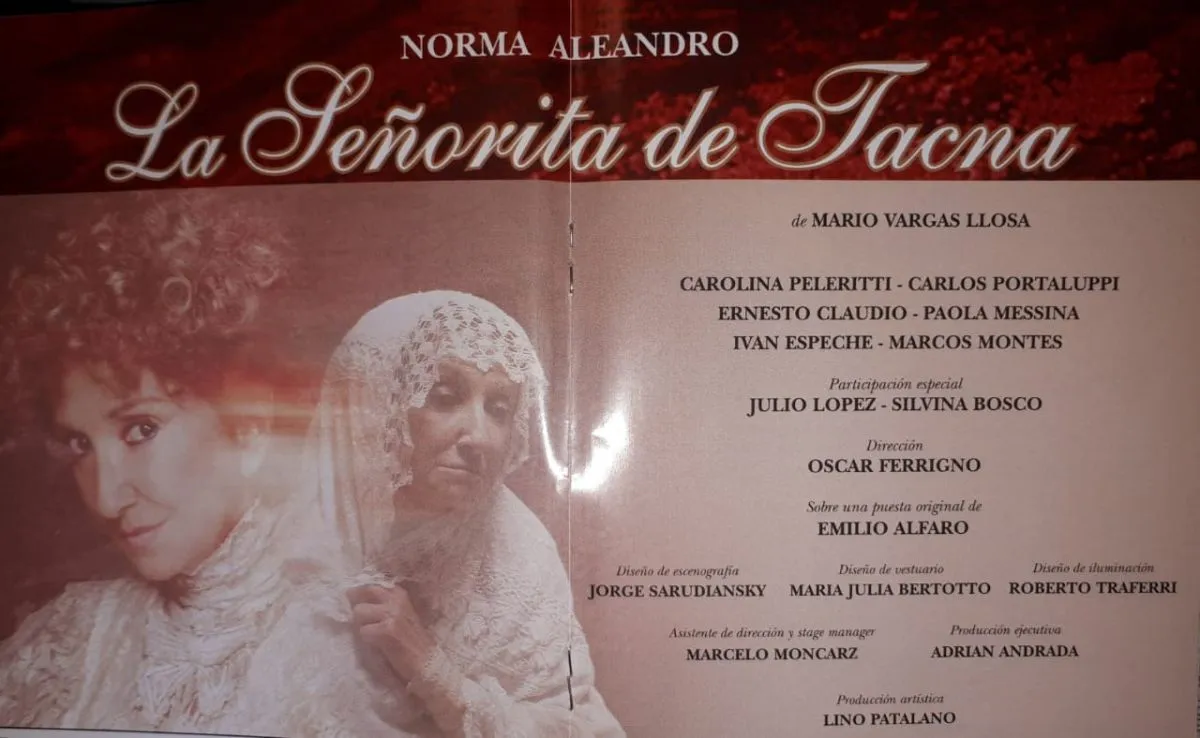 NORMA ALEANDRO
La Señorita de Tacna
de MARIO VARGAS LLOSA
CAROLINA PELERITTI - CARLOS PORTALUPPI
ERNESTO CLAUDIO - PAOLA MESSINA
IVAN ESPECHE - MARCOS MONTES
Participación especial
JULIO LOPEZ - SILVINA BOSCO
Dirección
OSCAR FERRIGNO
Sobre una puesta original de
EMILIO ALFARO
Diseño de escenografía
JORGE SARUDIANSKY
Diseño de vestuario
MARIA JULIA BERTOTTO
Diseño de iluminación
ROBERTO TRAFERRI
Asistente de dirección y stage manager
MARCELO MONCARZ
Producción ejecutiva
ADRIAN ANDRADA
Producción artística
LINO PATALANO